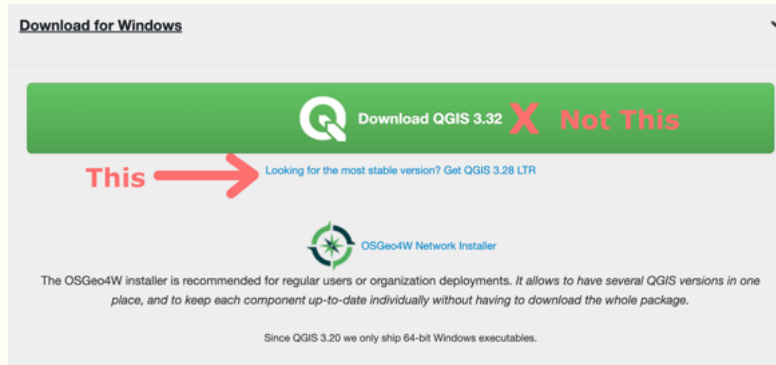 Download for Windows
Download QGIS 3.32 X Not This
This
Looking for the most stable version? Get QGIS 3.28 LTR
OSGeo4W Network Installer
The OSGeo4W installer is recommended for regular users or organization deployments. It allows to have several QGIS versions in one
place, and to keep each component up-to-date individually without having to download the whole package.
Since QGIS 3.20 we only ship 64-bit Windows executables.